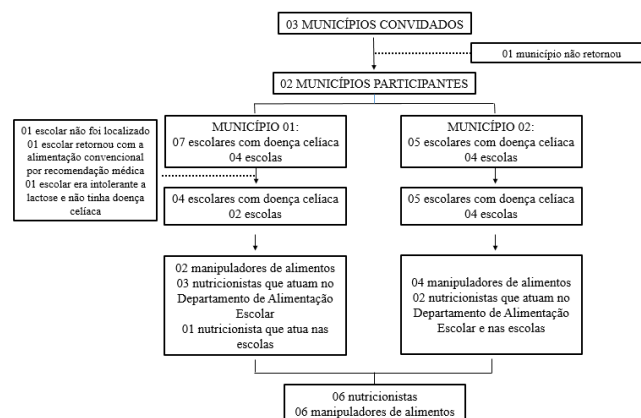 03 MUNICÍPIOS CONVIDADOS
01 município não retornou
02 MUNICÍPIOS PARTICIPANTES
01 escolar não foi localizado
01 escolar retornou com a
alimentação convencional
por recomendação médica
01 escolar era intolerante a
lactose e não tinha doença
celíaca
MUNICÍPIO 01:
07 escolares com doença celíaca
04 escolas
MUNICÍPIO 02:
05 escolares com doença celíaca
04 escolas
04 escolares com doença celíaca
02 escolas
05 escolares com doença celíaca
04 escolas
02 manipuladores de alimentos
03 nutricionistas que atuam no
Departamento de Alimentação
Escolar
01 nutricionista que atua nas
escolas
04 manipuladores de alimentos
02 nutricionistas que atuam no
Departamento de Alimentação
Escolar e nas escolas
06 nutricionistas
06 manipuladores de alimentos